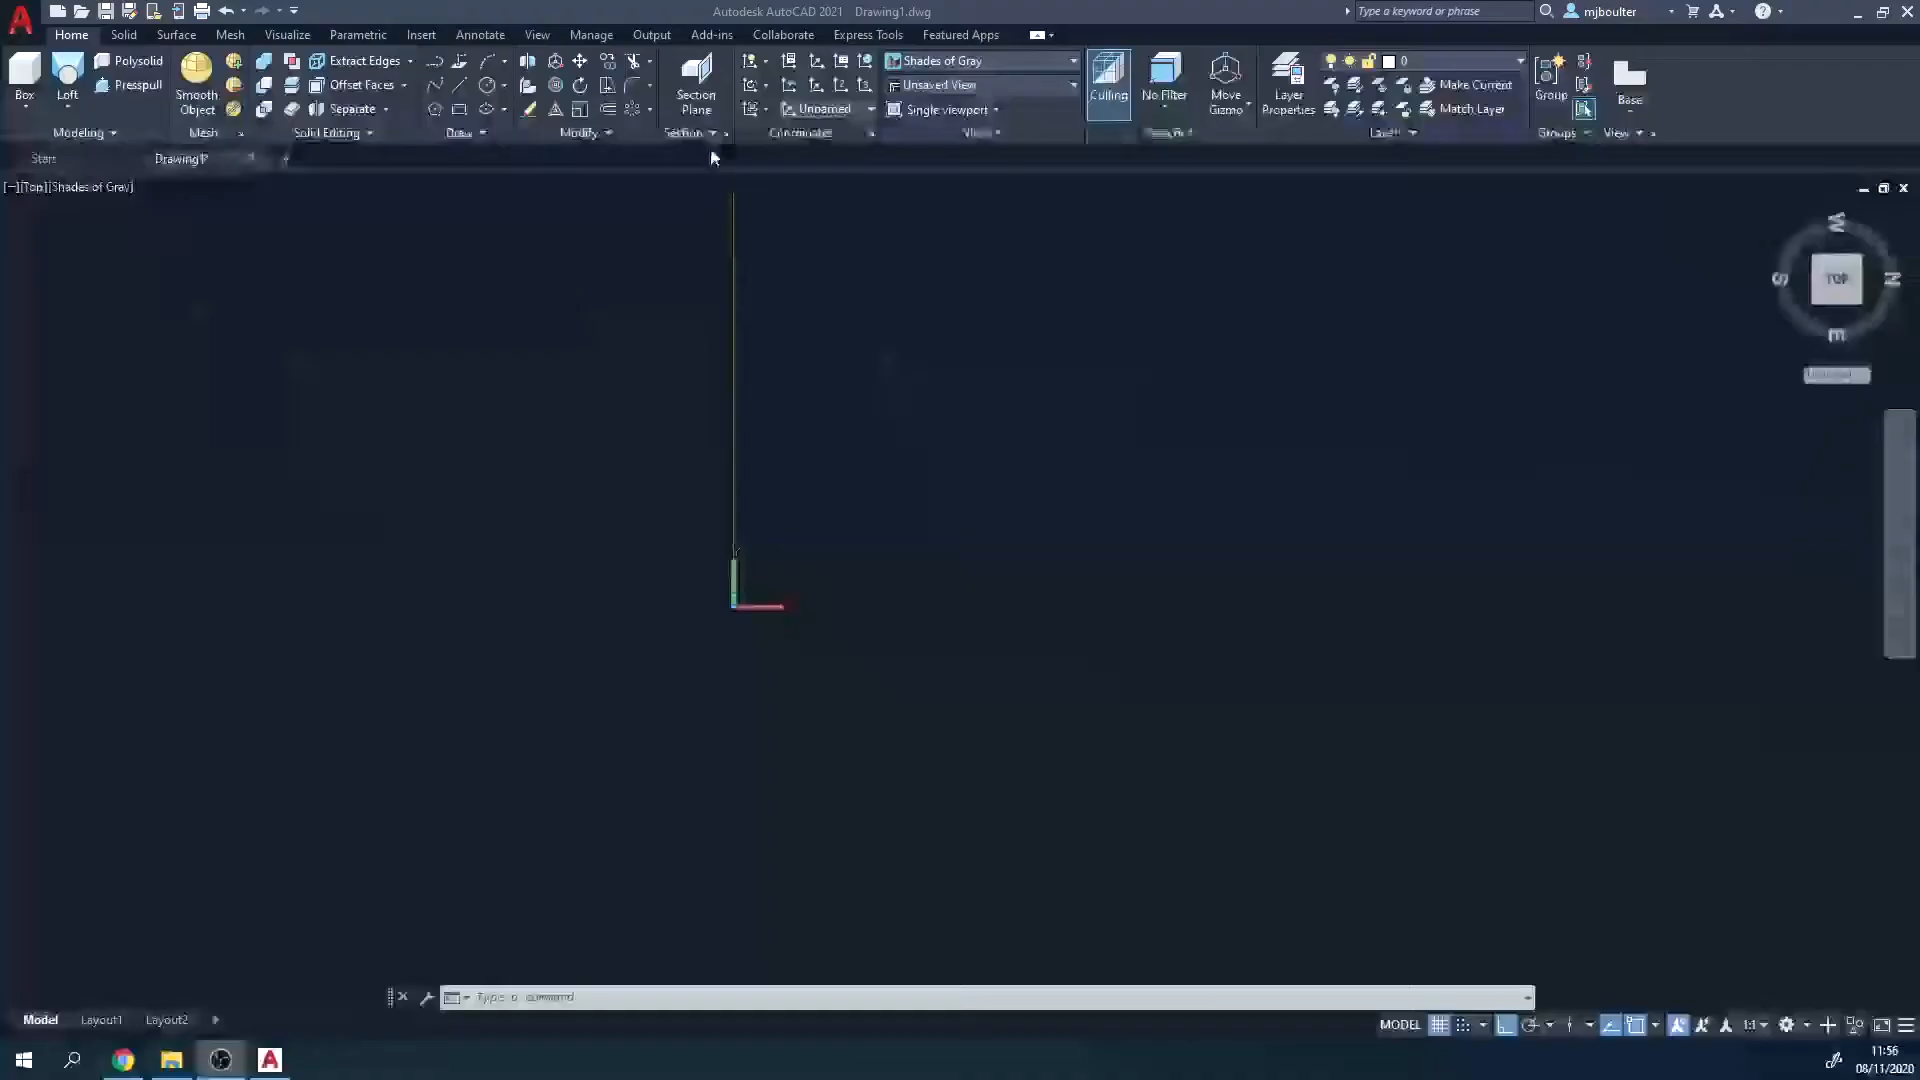 Autodesk AutoCAD 2021 Drawing1.dwg
Type a keyword or phrase
mjboulter
Home Solid Surface Mesh Visualize Parametric Insert Annotate View Manage Output Add-ins Collaborate Express Tools Featured Apps
Box
Loft
Polysolid
Presspull
Smooth Object
Extract Edges
Offset Faces
Separate
Section Plane
Unnamed
Shades of Gray
Unsaved View
Single viewport
Culling
No Filter
Move Gizmo
Layer Properties
0
Make Current
Match Layer
Group
Base
Modeling
Mesh
Solid Editing
Draw
Modify
Section
Coordinates
View
Layers
Groups
View
Start
Drawing1*
[−][Top][Shades of Gray]
W
S
TOP
N
E
Type a command
Model Layout1 Layout2
MODEL
1:1
11:56
08/11/2020